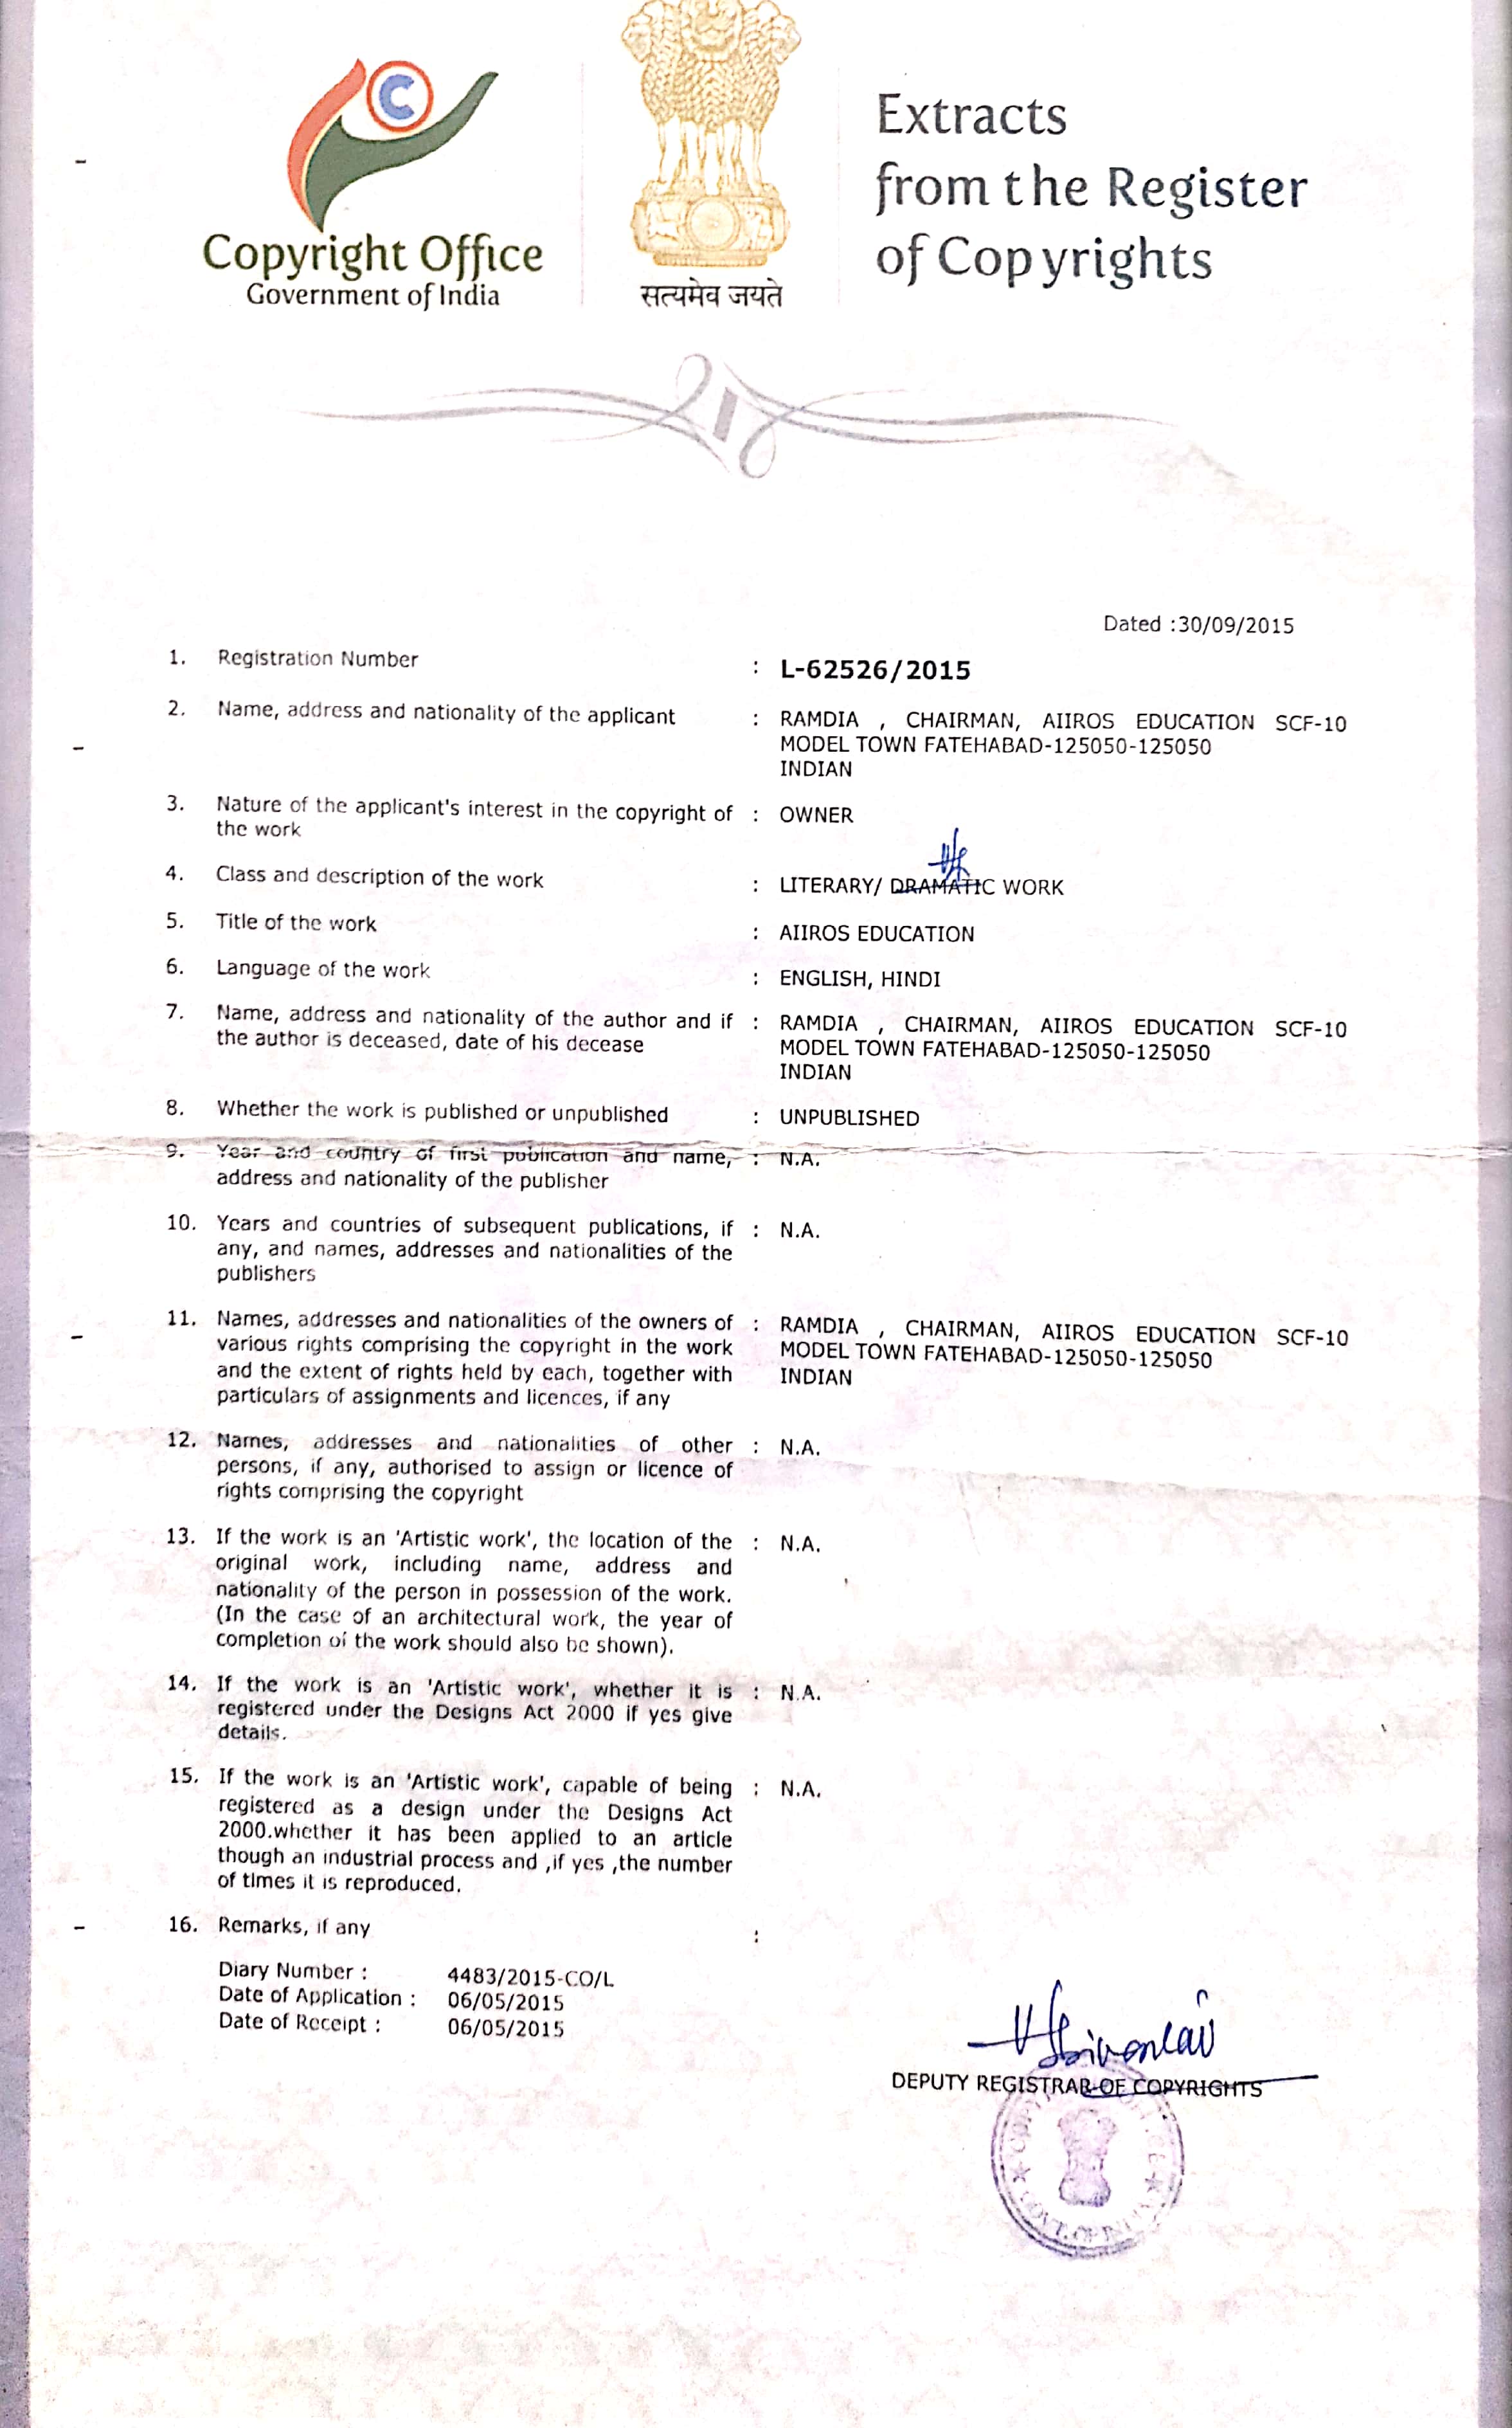 C
Copyright Office
Government of India
सत्यमेव जयते
Extracts
from the Register
of Copyrights
Dated :30/09/2015
1. Registration Number : L-62526/2015
2. Name, address and nationality of the applicant : RAMDIA , CHAIRMAN, AIIROS EDUCATION SCF-10
MODEL TOWN FATEHABAD-125050-125050
INDIAN
3. Nature of the applicant's interest in the copyright of : OWNER
the work
4. Class and description of the work : LITERARY/ DRAMATIC WORK
5. Title of the work : AIIROS EDUCATION
6. Language of the work : ENGLISH, HINDI
7. Name, address and nationality of the author and if : RAMDIA , CHAIRMAN, AIIROS EDUCATION SCF-10
the author is deceased, date of his decease MODEL TOWN FATEHABAD-125050-125050
INDIAN
8. Whether the work is published or unpublished : UNPUBLISHED
9. Year and country of first publication and name, : N.A.
address and nationality of the publisher
10. Years and countries of subsequent publications, if : N.A.
any, and names, addresses and nationalities of the
publishers
11. Names, addresses and nationalities of the owners of : RAMDIA , CHAIRMAN, AIIROS EDUCATION SCF-10
various rights comprising the copyright in the work MODEL TOWN FATEHABAD-125050-125050
and the extent of rights held by each, together with INDIAN
particulars of assignments and licences, if any
12. Names, addresses and nationalities of other : N.A.
persons, if any, authorised to assign or licence of
rights comprising the copyright
13. If the work is an 'Artistic work', the location of the : N.A.
original work, including name, address and
nationality of the person in possession of the work.
(In the case of an architectural work, the year of
completion of the work should also be shown).
14. If the work is an 'Artistic work', whether it is : N.A.
registered under the Designs Act 2000 if yes give
details.
15. If the work is an 'Artistic work', capable of being : N.A.
registered as a design under the Designs Act
2000.whether it has been applied to an article
though an industrial process and ,if yes ,the number
of times it is reproduced.
16. Remarks, if any :
Diary Number : 4483/2015-CO/L
Date of Application : 06/05/2015
Date of Receipt : 06/05/2015
DEPUTY REGISTRAR OF COPYRIGHTS
GOVT. OF